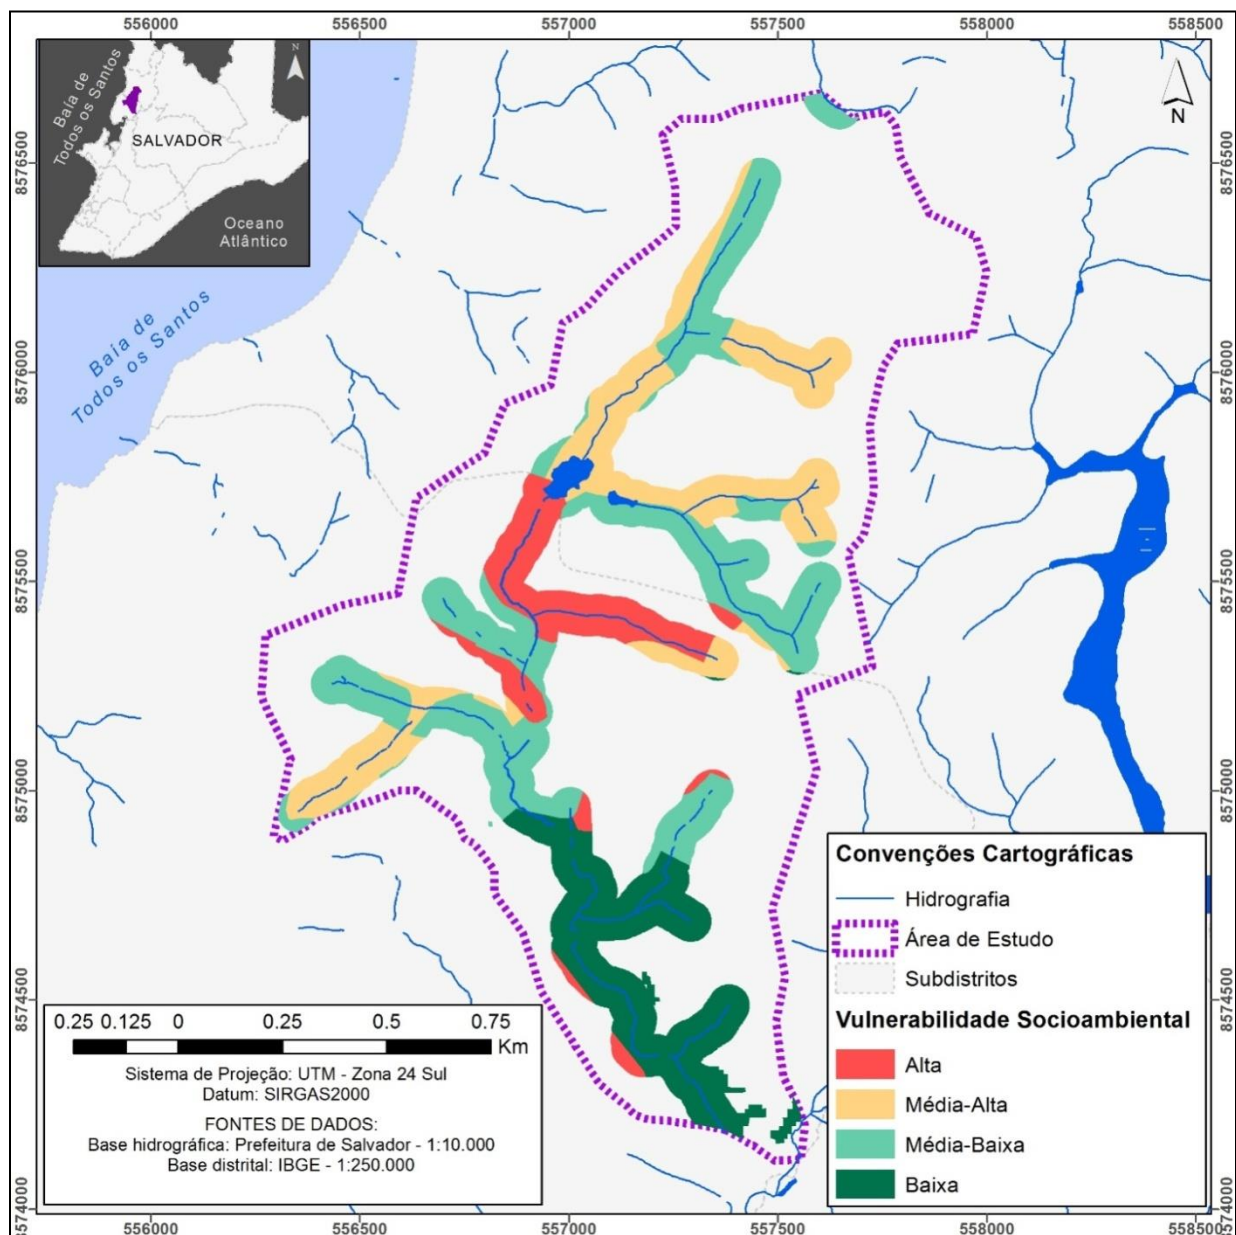 556000 556500 557000 557500 558000 558500
N
Baía de
Todos os Santos
SALVADOR
Oceano
Atlântico
N
8576500
8576500
Baía de
Todos os Santos
8576000
8576000
8575500
8575500
8575000
8575000
8574500
8574500
8574000
8574000
0.25 0.125 0 0.25 0.5 0.75
Km
Sistema de Projeção: UTM - Zona 24 Sul
Datum: SIRGAS2000
FONTES DE DADOS:
Base hidrográfica: Prefeitura de Salvador - 1:10.000
Base distrital: IBGE - 1:250.000
Convenções Cartográficas
Hidrografia
Área de Estudo
Subdistritos
Vulnerabilidade Socioambiental
Alta
Média-Alta
Média-Baixa
Baixa
556000 556500 557000 557500 558000 558500